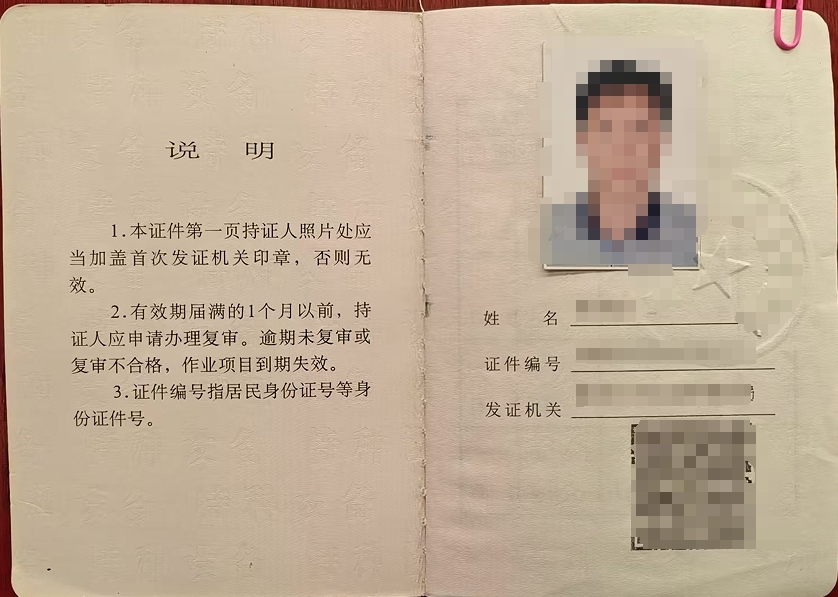 说 明
1.本证件第一页持证人照片处应
当加盖首次发证机关印章，否则无
效。
2.有效期届满的1个月以前，持
证人应申请办理复审。逾期未复审或
复审不合格，作业项目到期失效。
3.证件编号指居民身份证号等身
份证件号。
姓 名
证件编号
发证机关